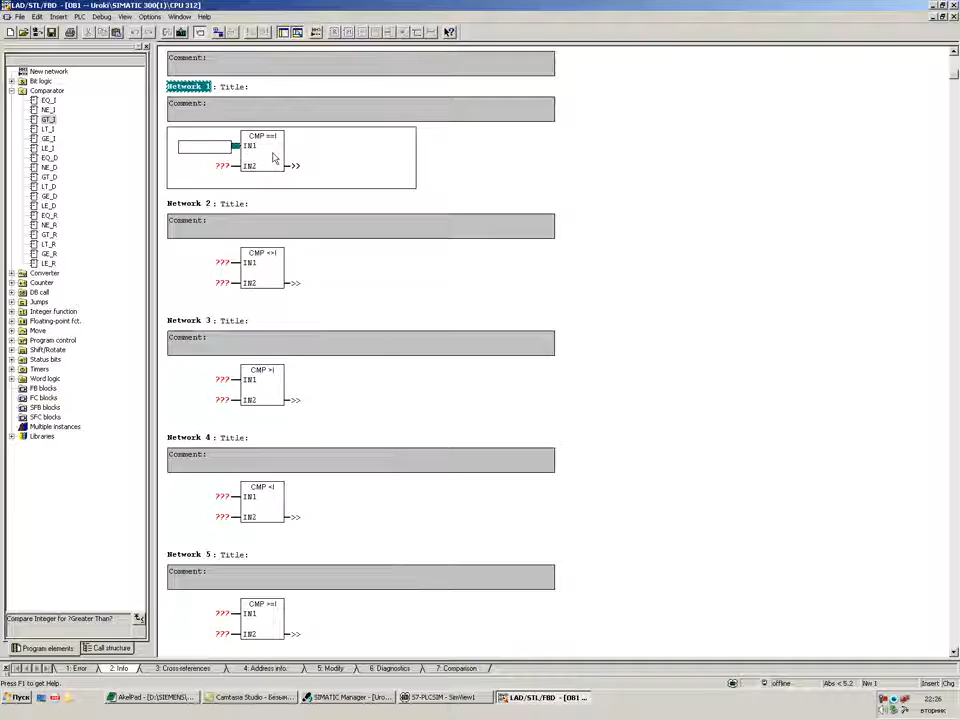 LAD/STL/FBD - [OB1 -- Uroki\SIMATIC 300(1)\CPU 312]
File Edit Insert PLC Debug View Options Window Help
New network
Bit logic
Comparator
EQ_I
NE_I
GT_I
LT_I
GE_I
LE_I
EQ_D
NE_D
GT_D
LT_D
GE_D
LE_D
EQ_R
NE_R
GT_R
LT_R
GE_R
LE_R
Converter
Counter
DB call
Jumps
Integer function
Floating-point fct.
Move
Program control
Shift/Rotate
Status bits
Timers
Word logic
FB blocks
FC blocks
SFB blocks
SFC blocks
Multiple instances
Libraries
Compare Integer for ?Greater Than?
Program elements
Call structure
Comment:
Network 1 : Title:
Comment:
CMP ==I
IN1
??? IN2 >>
Network 2 : Title:
Comment:
CMP <>I
??? IN1
??? IN2 >>
Network 3 : Title:
Comment:
CMP >I
??? IN1
??? IN2 >>
Network 4 : Title:
Comment:
CMP <I
??? IN1
??? IN2 >>
Network 5 : Title:
Comment:
CMP >=I
??? IN1
??? IN2 >>
1: Error 2: Info 3: Cross-references 4: Address info. 5: Modify 6: Diagnostics 7: Comparison
Press F1 to get Help.
offline Abs < 5.2 Nw 1 Insert Chg
Пуск
AkelPad - [D:\SIEMENS\...
Camtasia Studio - Безым...
SIMATIC Manager - [Uro...
S7-PLCSIM - SimView1
LAD/STL/FBD - [OB1 ...
22:26
вторник